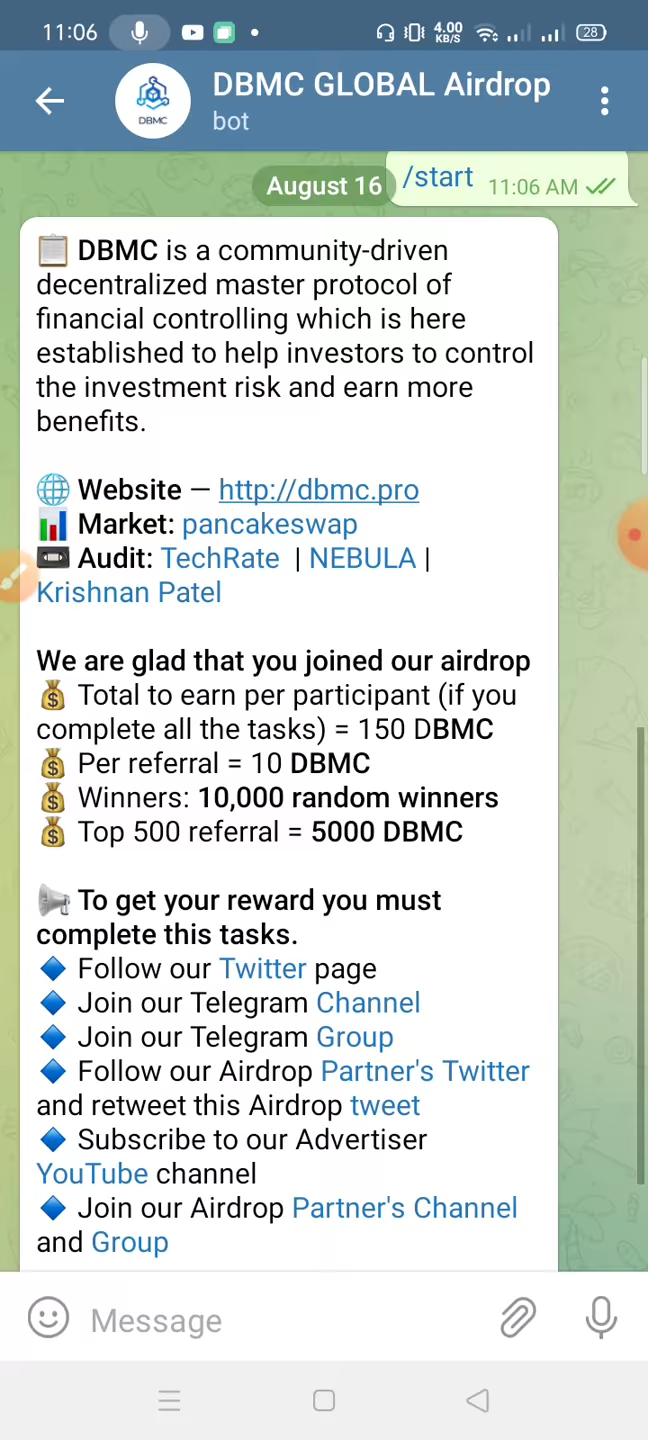 11:06
4.00
KB/S
28
DBMC GLOBAL Airdrop
bot
DBMC
August 16
/start 11:06 AM
DBMC is a community-driven
decentralized master protocol of
financial controlling which is here
established to help investors to control
the investment risk and earn more
benefits.
Website – http://dbmc.pro
Market: pancakeswap
Audit: TechRate | NEBULA |
Krishnan Patel
We are glad that you joined our airdrop
Total to earn per participant (if you
complete all the tasks) = 150 DBMC
Per referral = 10 DBMC
Winners: 10,000 random winners
Top 500 referral = 5000 DBMC
To get your reward you must
complete this tasks.
Follow our Twitter page
Join our Telegram Channel
Join our Telegram Group
Follow our Airdrop Partner's Twitter
and retweet this Airdrop tweet
Subscribe to our Advertiser
YouTube channel
Join our Airdrop Partner's Channel
and Group
Message